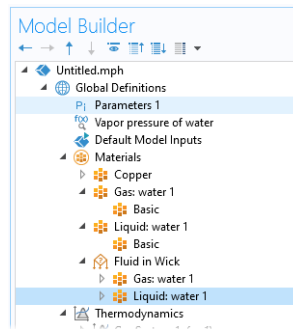 Model Builder
Untitled.mph
Global Definitions
Pi Parameters 1
f(x) Vapor pressure of water
Default Model Inputs
Materials
Copper
Gas: water 1
Basic
Liquid: water 1
Basic
Fluid in Wick
Gas: water 1
Liquid: water 1
Thermodynamics